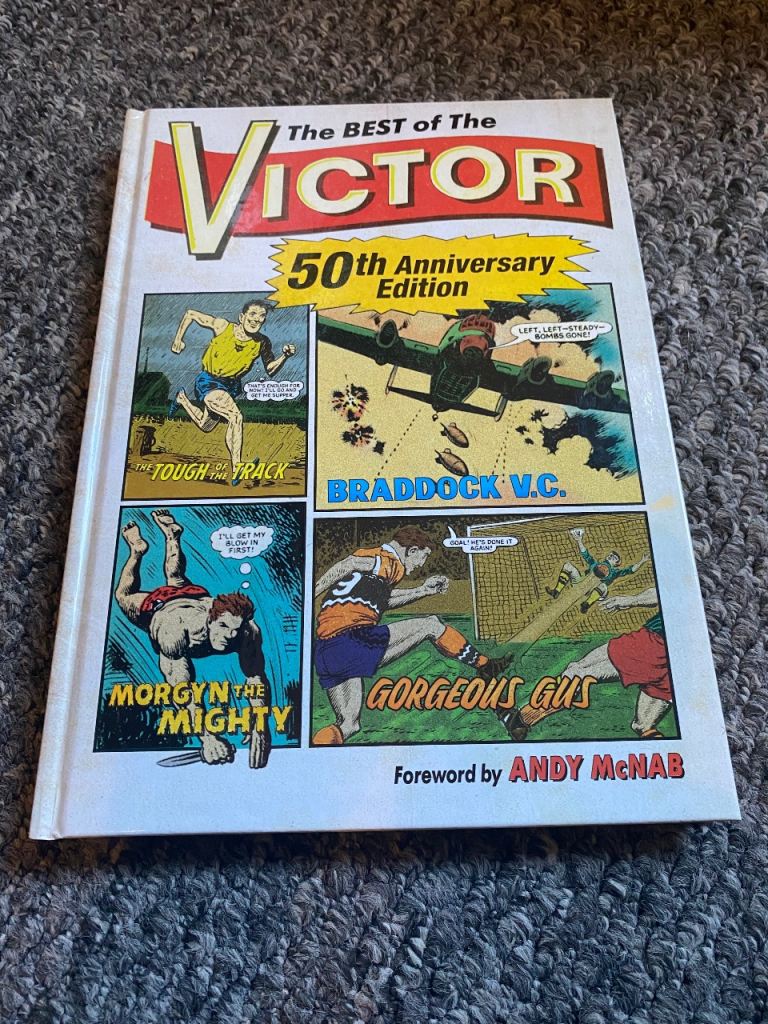 The BEST of The
VICTOR
50th Anniversary
Edition
THAT'S ENOUGH FOR
NOW! I'LL GO AND
GET ME SUPPER.
THE TOUGH OF THE TRACK
LEFT, LEFT—STEADY—
BOMBS GONE!
BRADDOCK V.C.
I'LL GET MY
BLOW IN
FIRST!
MORGYN THE
MIGHTY
GOAL! HE'S DONE IT
AGAIN!
9
GORGEOUS GUS
Foreword by ANDY McNAB